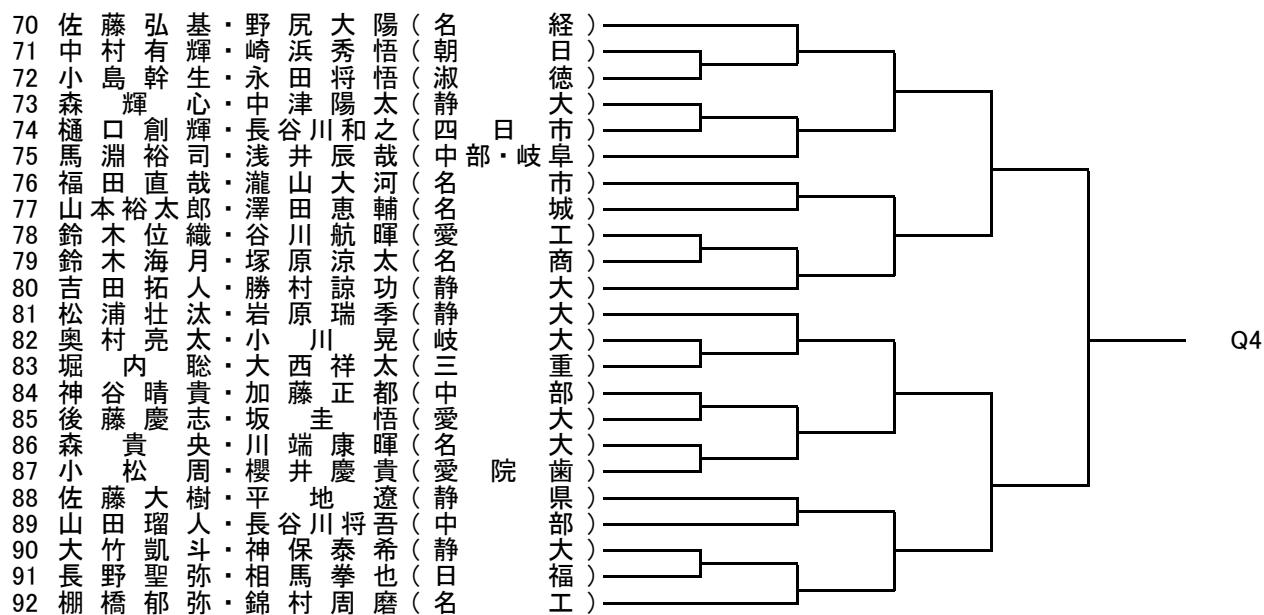 70 佐藤弘基・野尻大陽(名経)
71 中村有輝・崎浜秀悟(朝日)
72 小島幹生・永田将悟(淑徳)
73 森輝心・中津陽太(静大)
74 樋口創輝・長谷川和之(四日市)
75 馬淵裕司・浅井辰哉(中部・岐阜)
76 福田直哉・瀧山大河(名市)
77 山本裕太郎・澤田恵輔(名城)
78 鈴木位織・谷川航暉(愛工)
79 鈴木海月・塚原涼太(名商)
80 吉田拓人・勝村諒功(静大)
81 松浦壮汰・岩原瑞季(静大)
82 奥村亮太・小川晃(岐大)
83 堀内聡・大西祥太(三重)
84 神谷晴貴・加藤正都(中部)
85 後藤慶志・坂圭悟(愛大)
86 森貴央・川端康暉(名大)
87 小松周・櫻井慶貴(愛院歯)
88 佐藤大樹・平地遼(静県)
89 山田瑠人・長谷川将吾(中部)
90 大竹凱斗・神保泰希(静大)
91 長野聖弥・相馬拳也(日福)
92 棚橋郁弥・錦村周磨(名工)
Q4